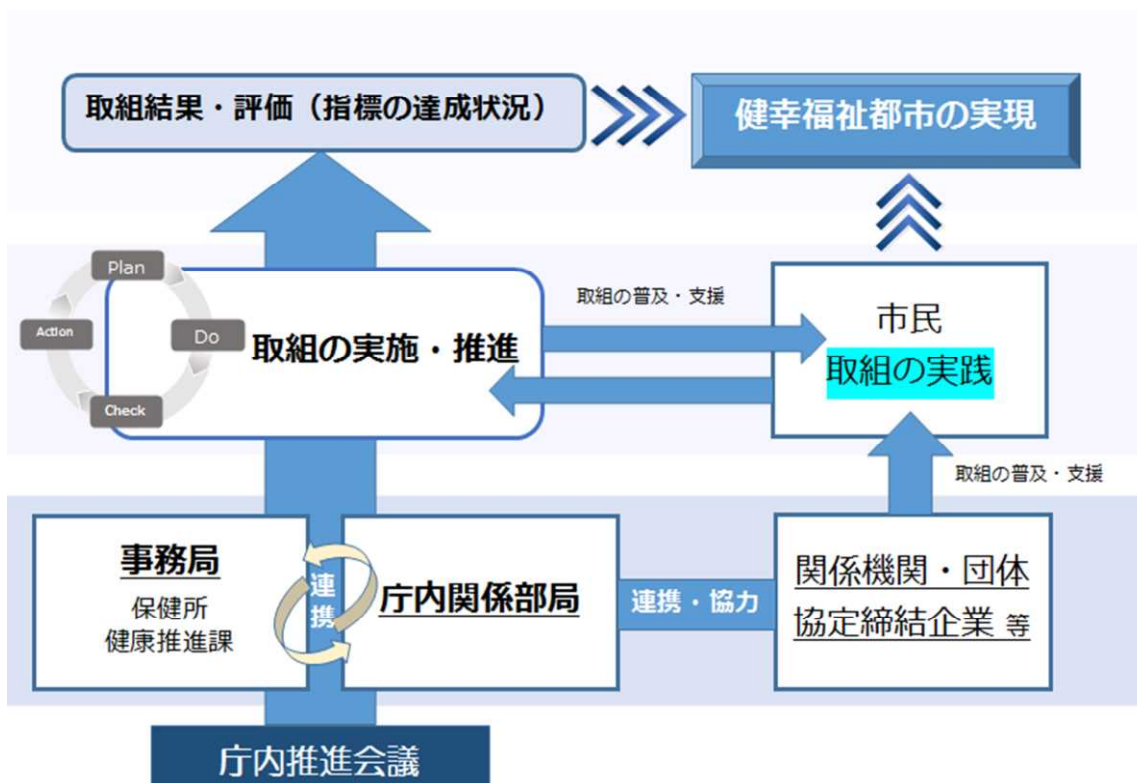 取組結果・評価（指標の達成状況）
健幸福祉都市の実現
Plan
Action
Do
Check
取組の実施・推進
取組の普及・支援
市民
取組の実践
取組の普及・支援
事務局
保健所
健康推進課
連携
庁内関係部局
連携・協力
関係機関・団体
協定締結企業 等
庁内推進会議